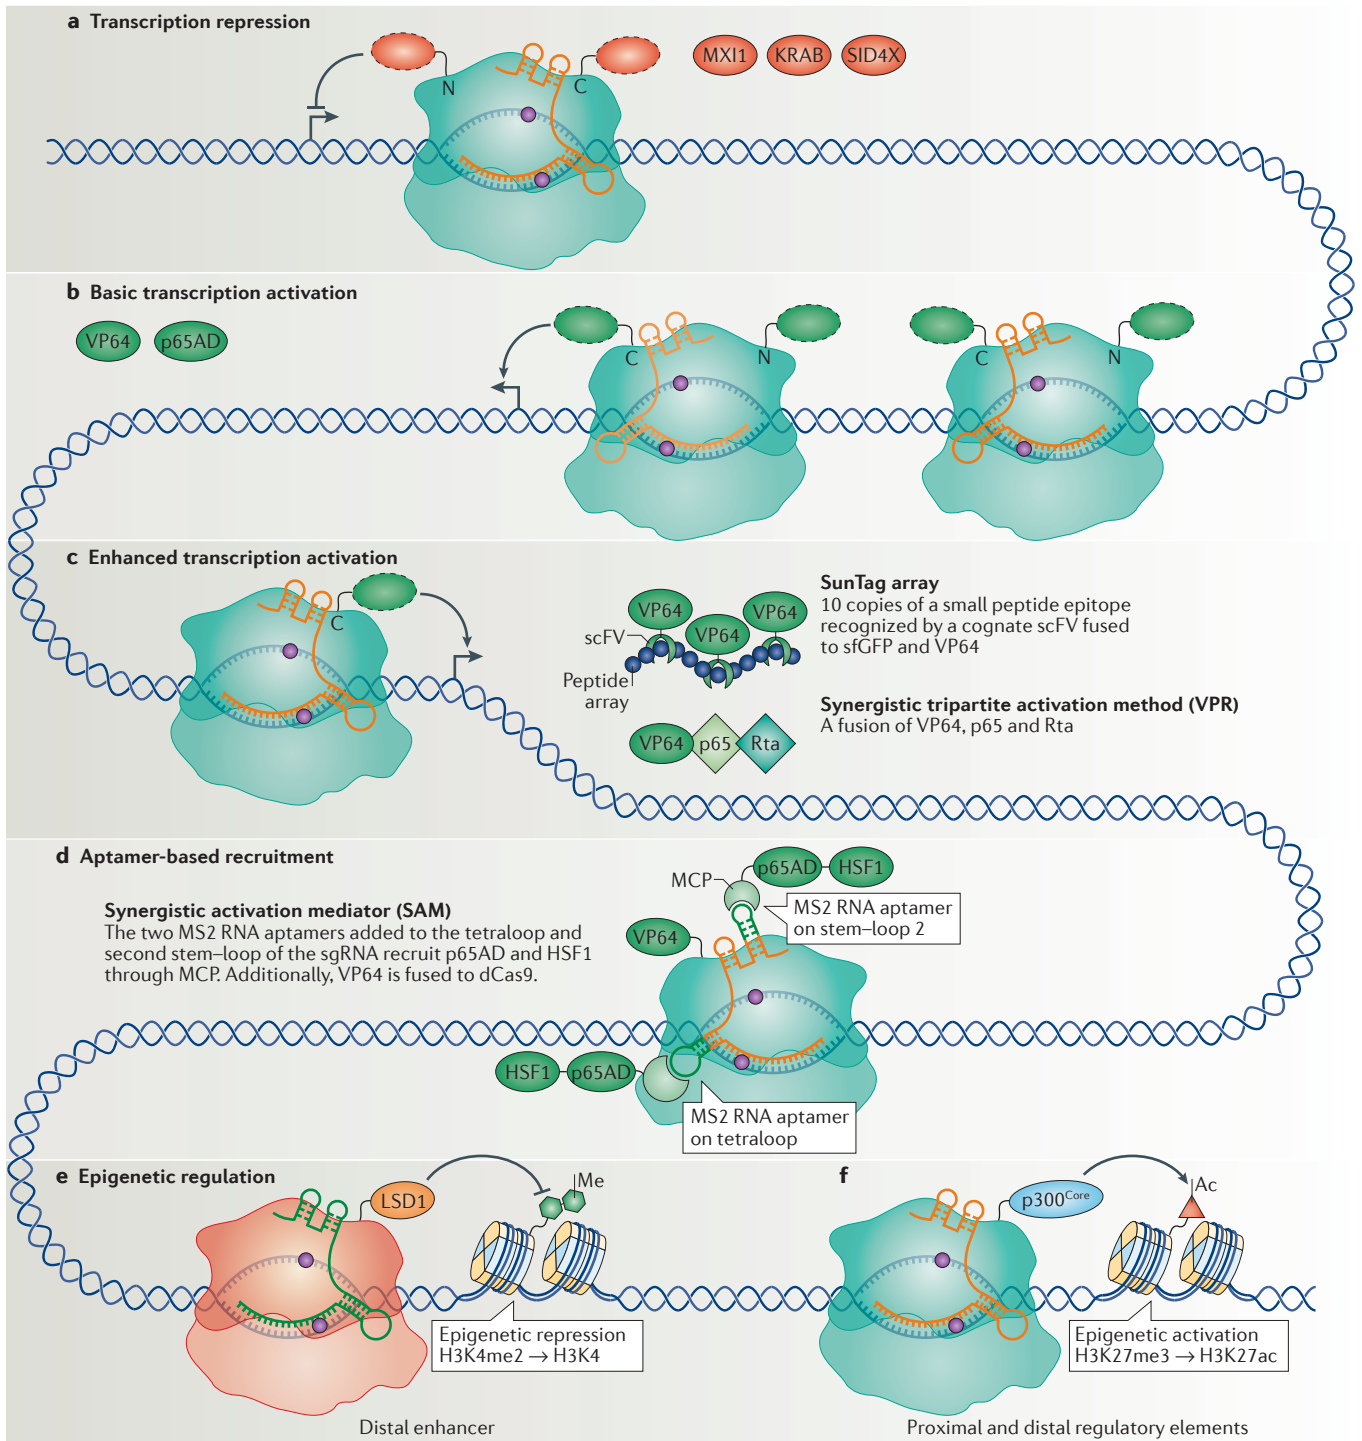 a Transcription repression
MXI1 KRAB SID4X
N C
b Basic transcription activation
VP64 p65AD
C N C N
c Enhanced transcription activation
C
VP64 VP64 VP64
scFV
Peptide
array
SunTag array
10 copies of a small peptide epitope
recognized by a cognate scFV fused
to sfGFP and VP64
Synergistic tripartite activation method (VPR)
A fusion of VP64, p65 and Rta
VP64 p65 Rta
d Aptamer-based recruitment
Synergistic activation mediator (SAM)
The two MS2 RNA aptamers added to the tetraloop and
second stem–loop of the sgRNA recruit p65AD and HSF1
through MCP. Additionally, VP64 is fused to dCas9.
MCP p65AD HSF1
MS2 RNA aptamer
on stem–loop 2
VP64
HSF1 p65AD
MS2 RNA aptamer
on tetraloop
e Epigenetic regulation
LSD1
Me
Epigenetic repression
H3K4me2 → H3K4
Distal enhancer
f
p300Core
Ac
Epigenetic activation
H3K27me3 → H3K27ac
Proximal and distal regulatory elements